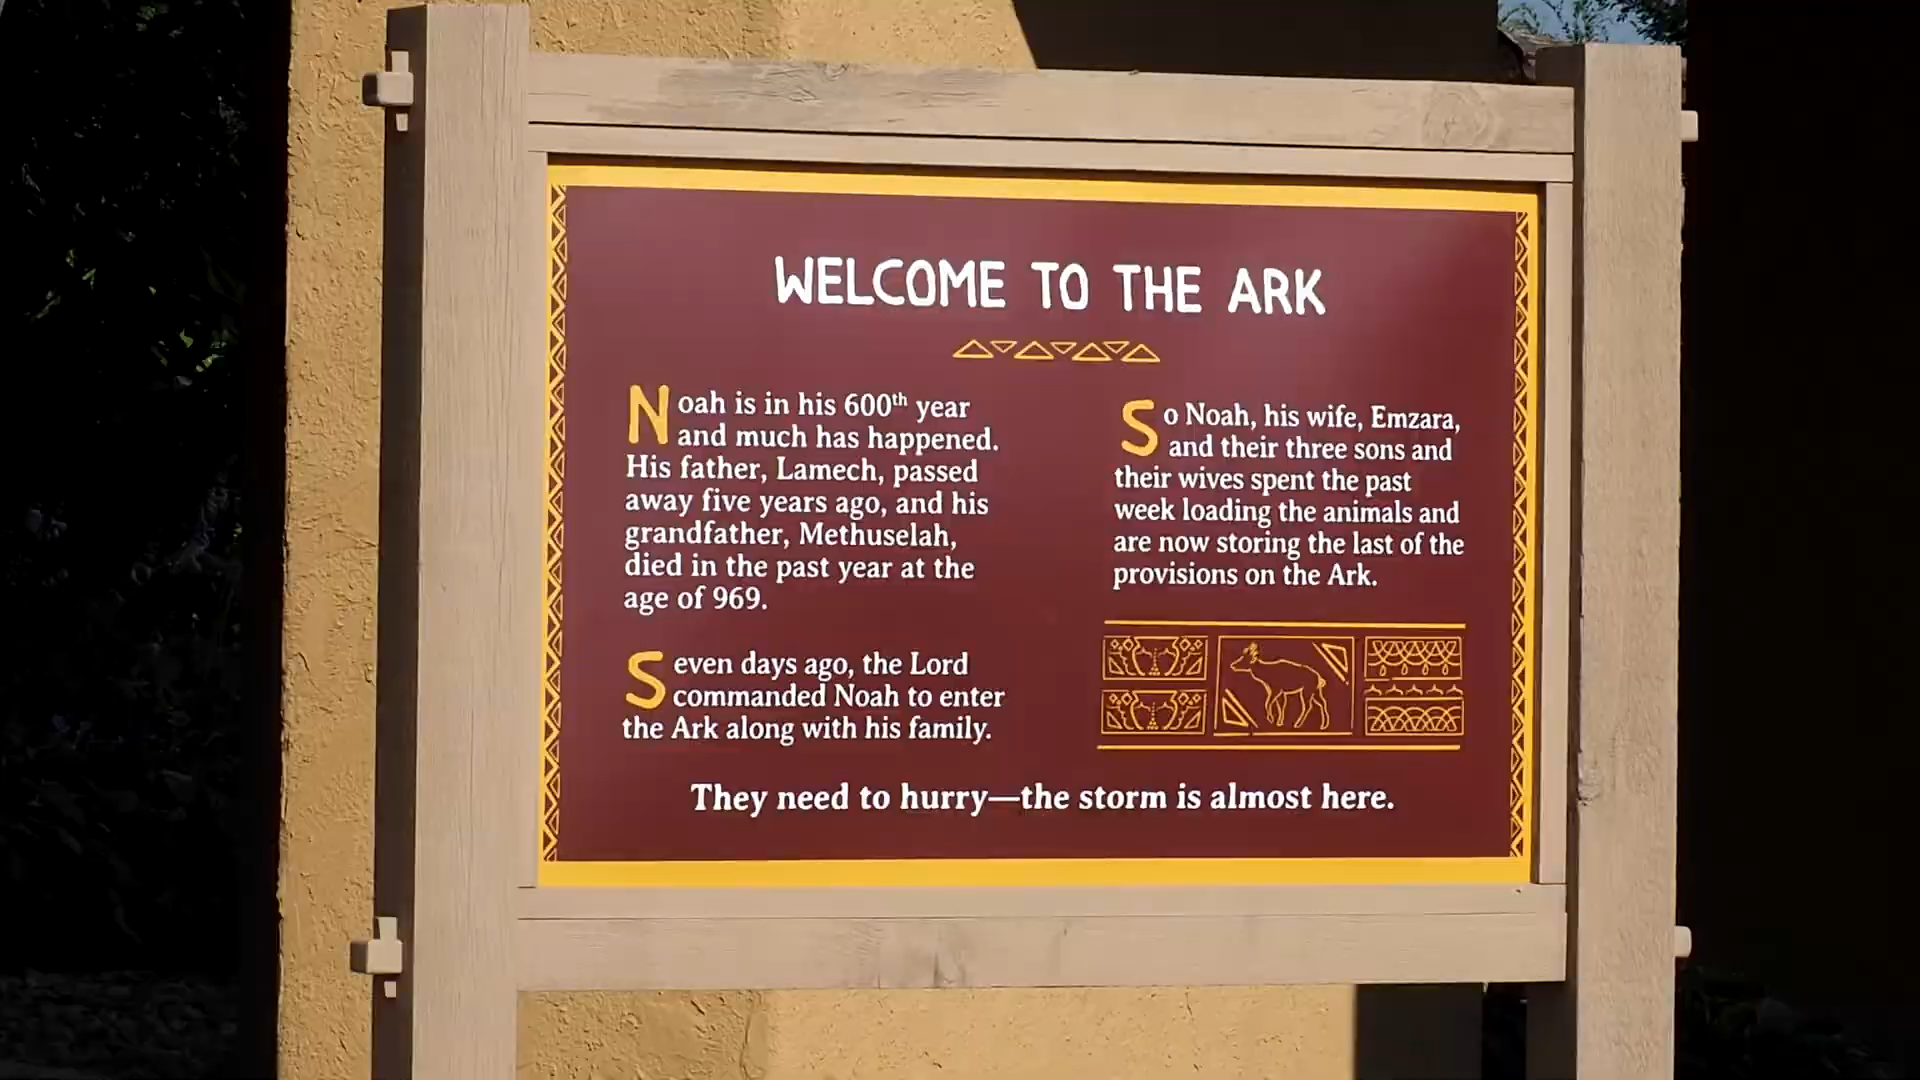 WELCOME TO THE ARK
Noah is in his 600th year
and much has happened.
His father, Lamech, passed
away five years ago, and his
grandfather, Methuselah,
died in the past year at the
age of 969.
Seven days ago, the Lord
commanded Noah to enter
the Ark along with his family.
So Noah, his wife, Emzara,
and their three sons and
their wives spent the past
week loading the animals and
are now storing the last of the
provisions on the Ark.
They need to hurry—the storm is almost here.